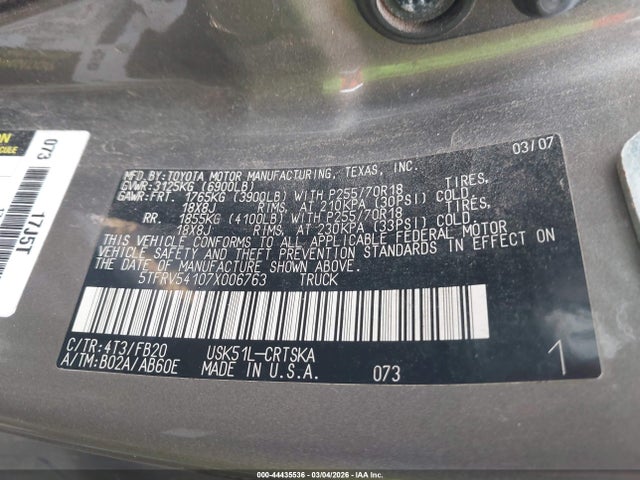 03/07
MFD.BY:TOYOTA MOTOR MANUFACTURING, TEXAS, INC.
GVWR:3125KG (6900LB)
GAWR:FRT. 1765KG (3900LB) WITH P255/70R18 TIRES,
18X8J RIMS, AT 210KPA (30PSI) COLD.
RR. 1855KG (4100LB) WITH P255/70R18 TIRES,
18X8J RIMS, AT 230KPA (33PSI) COLD.
THIS VEHICLE CONFORMS TO ALL APPLICABLE FEDERAL MOTOR
VEHICLE SAFETY AND THEFT PREVENTION STANDARDS IN EFFECT ON
THE DATE OF MANUFACTURE SHOWN ABOVE.
5TFRV54107X006763 TRUCK
C/TR:4T3/FB20 USK51L-CRTSKA
A/TM:B02A/AB60E MADE IN U.S.A. 073
1
073
17J5T
000-44435536 - 03/04/2026 - IAA Inc.